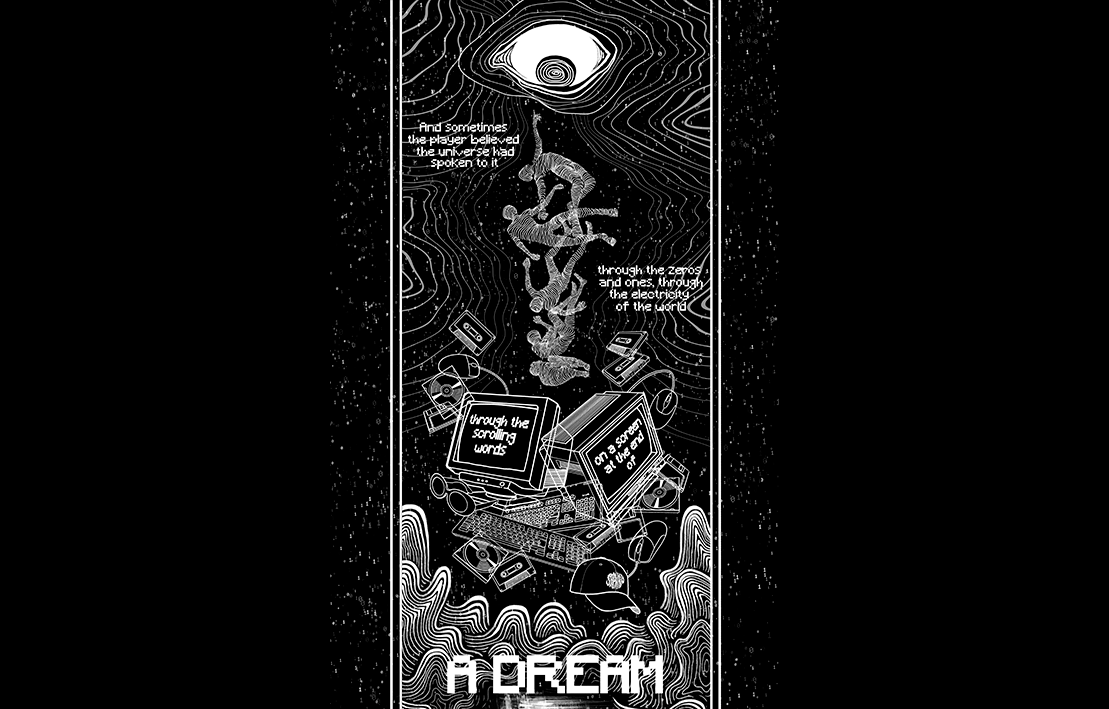 And sometimes
the player believed
the universe had
spoken to it
through the zeros
and ones, through
the electricity
of the world
through the
scrolling
words
on a screen
at the end
of
A DREAM